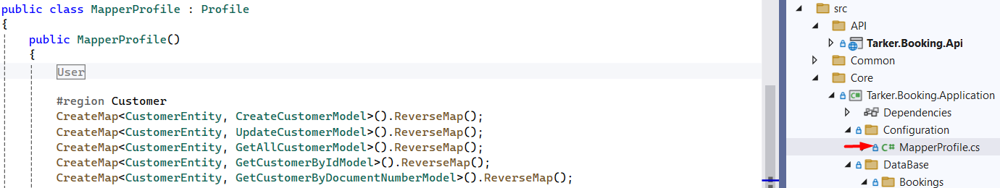 public class MapperProfile : Profile
{
public MapperProfile()
{
User
#region Customer
CreateMap<CustomerEntity, CreateCustomerModel>().ReverseMap();
CreateMap<CustomerEntity, UpdateCustomerModel>().ReverseMap();
CreateMap<CustomerEntity, GetAllCustomerModel>().ReverseMap();
CreateMap<CustomerEntity, GetCustomerByIdModel>().ReverseMap();
CreateMap<CustomerEntity, GetCustomerByDocumentNumberModel>().ReverseMap();
src
API
Tarker.Booking.Api
Common
Core
C# Tarker.Booking.Application
Dependencies
Configuration
C# MapperProfile.cs
DataBase
Bookings